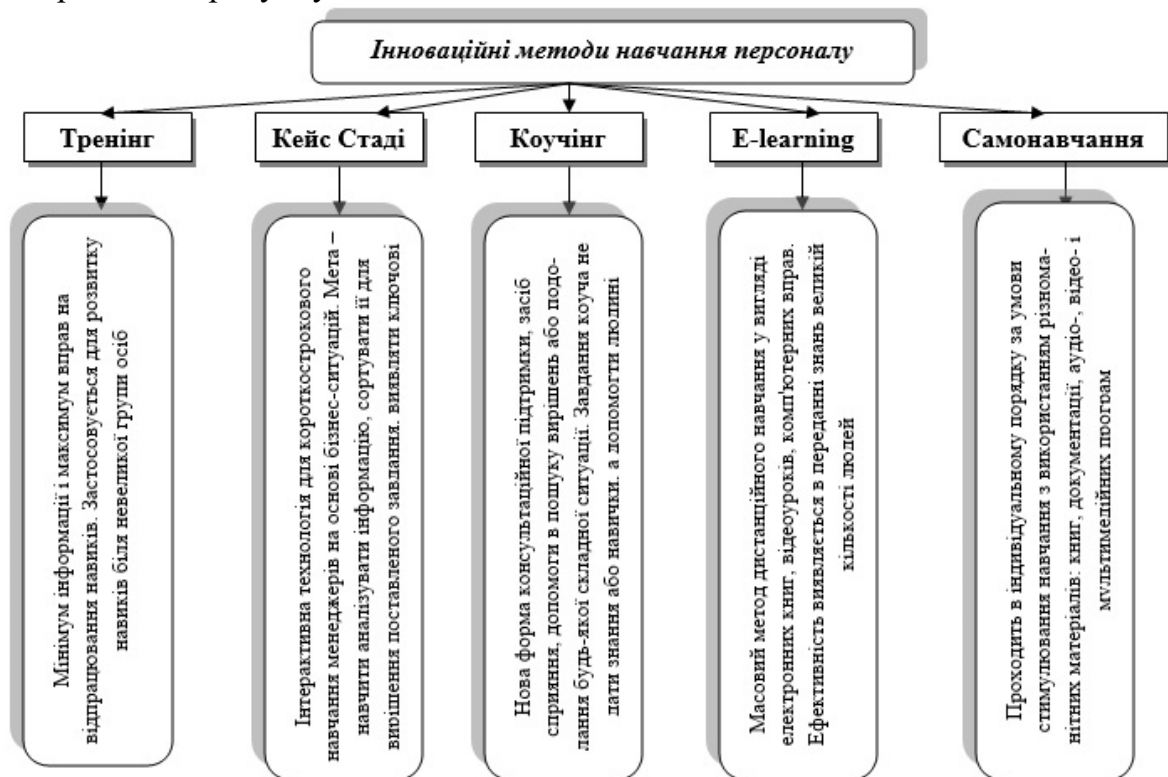 Інноваційні методи навчання персоналу
Тренінг
Кейс Стаді
Коучінг
E-learning
Самонавчання
Мінімум інформації і максимум вправ на
відпрацювання навиків. Застосовується для розвитку
навиків біля невеликої групи осіб
Інтерактивна технологія для короткострокового
навчання менеджерів на основі бізнес-ситуацій. Мета –
навчити аналізувати інформацію, сортувати її для
вирішення поставленого завдання, виявляти ключові
Нова форма консультаційної підтримки, засіб
сприяння, допомоги в пошуку вирішень або подо-
лання будь-якої складної ситуації. Завдання коуча не
дати знання або навички, а допомогти людині
Масовий метод дистанційного навчання у вигляді
електронних книг, відеоуроків, комп'ютерних вправ.
Ефективність виявляється в переданні знань великій
кількості людей
Проходить в індивідуальному порядку за умови
стимулювання навчання з використанням різнома-
нітних матеріалів: книг, документації, аудіо-, відео- і
мультимедійних програм